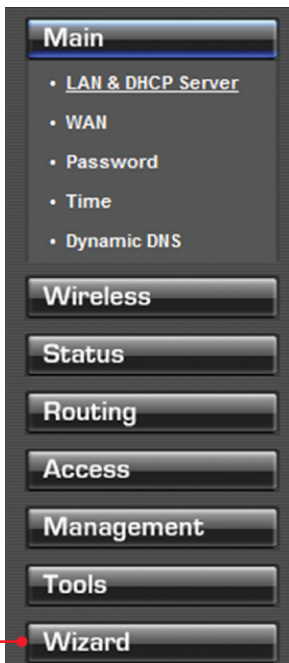 Main
• LAN & DHCP Server
• WAN
• Password
• Time
• Dynamic DNS
Wireless
Status
Routing
Access
Management
Tools
Wizard